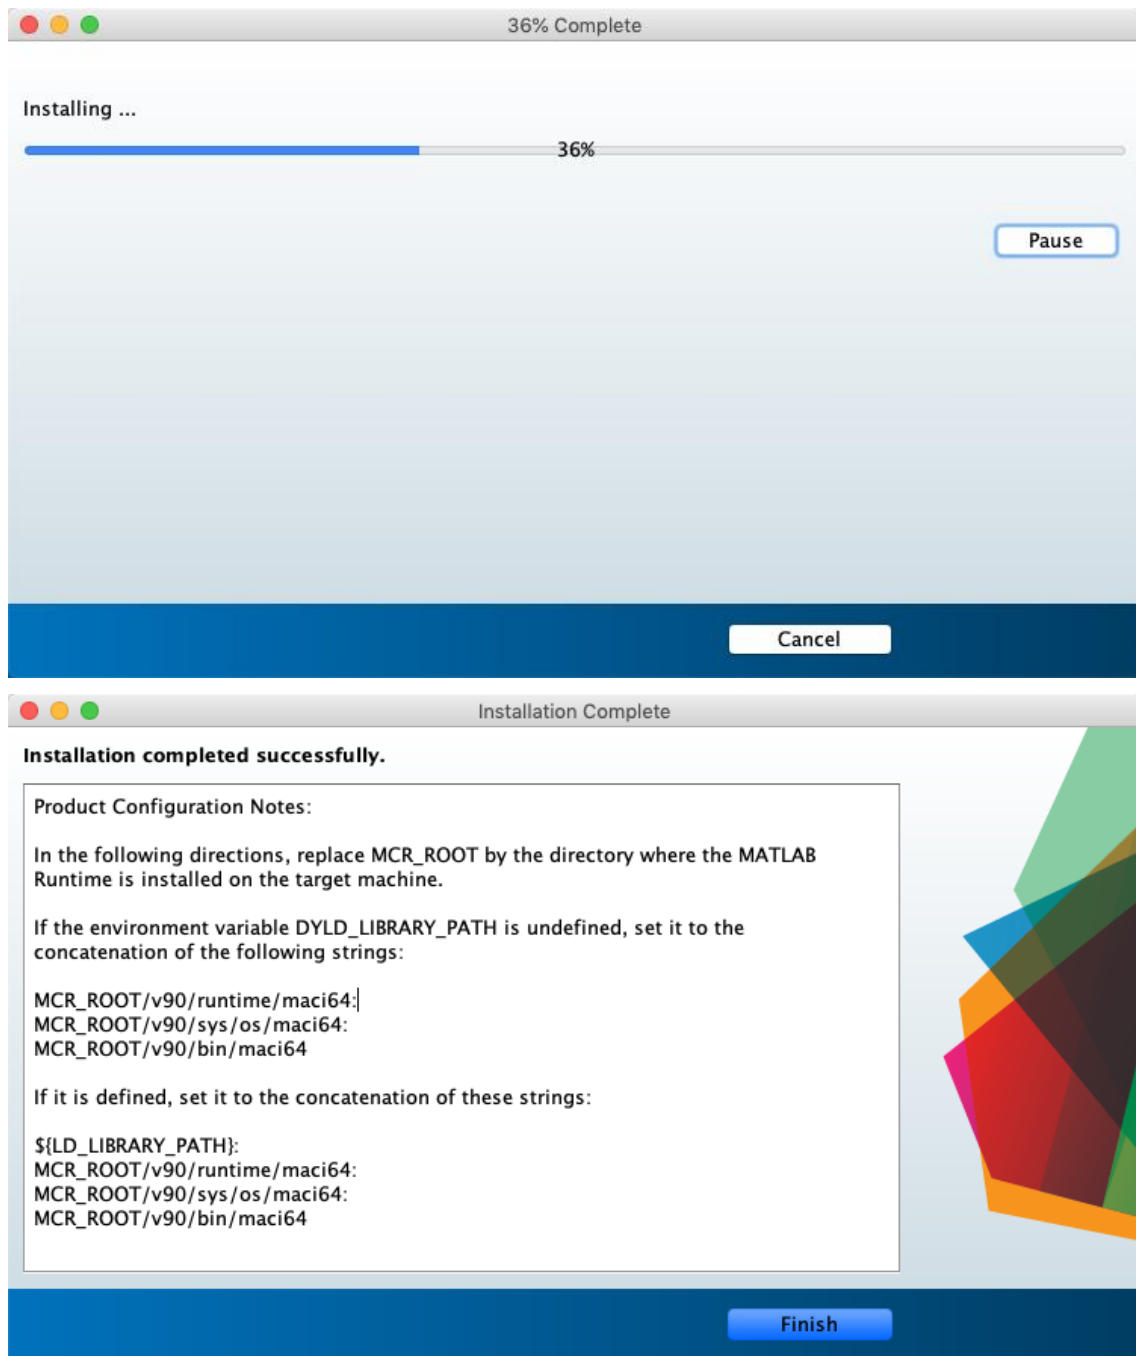 36% Complete
Installing ...
36%
Pause
Cancel
Installation Complete
Installation completed successfully.
Product Configuration Notes:
In the following directions, replace MCR_ROOT by the directory where the MATLAB
Runtime is installed on the target machine.
If the environment variable DYLD_LIBRARY_PATH is undefined, set it to the
concatenation of the following strings:
MCR_ROOT/v90/runtime/maci64:
MCR_ROOT/v90/sys/os/maci64:
MCR_ROOT/v90/bin/maci64
If it is defined, set it to the concatenation of these strings:
${LD_LIBRARY_PATH}:
MCR_ROOT/v90/runtime/maci64:
MCR_ROOT/v90/sys/os/maci64:
MCR_ROOT/v90/bin/maci64
Finish